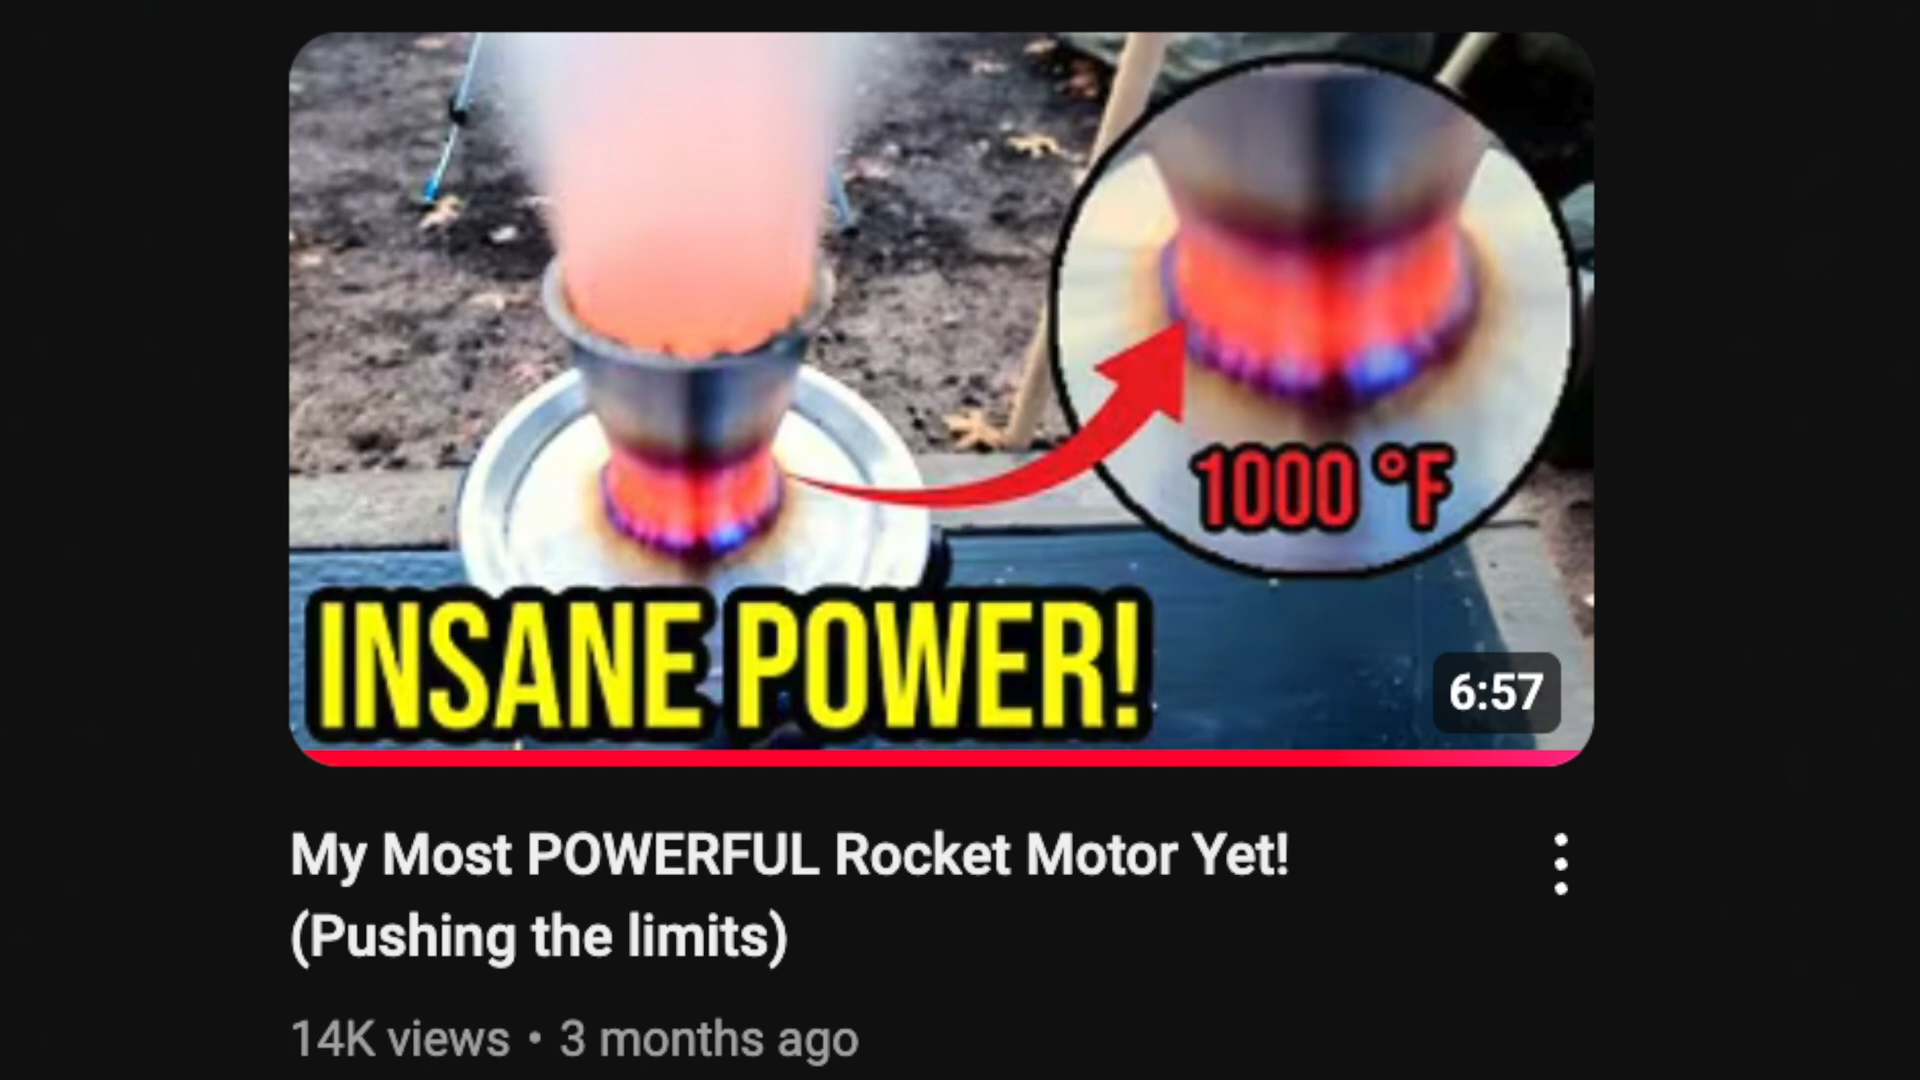 1000 °F
INSANE POWER!
6:57
My Most POWERFUL Rocket Motor Yet!
(Pushing the limits)
14K views • 3 months ago